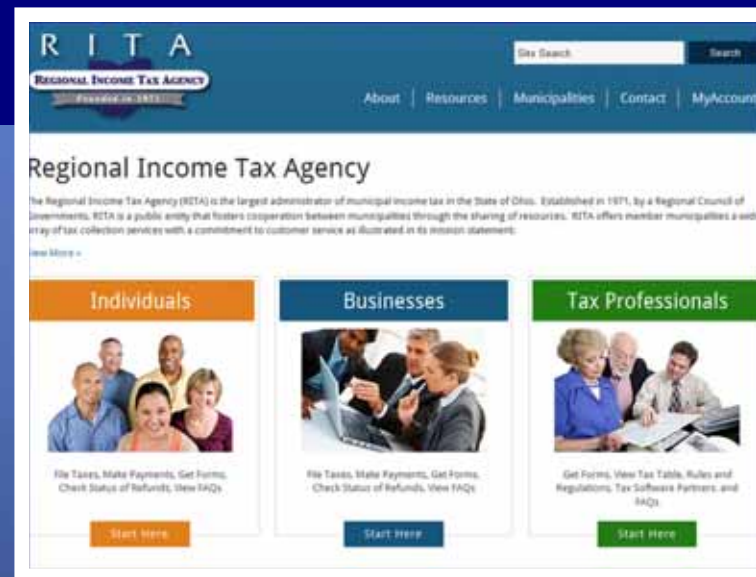 R I T A
REGIONAL INCOME TAX AGENCY
Founded in 1971
Site Search
Search
About | Resources | Municipalities | Contact | MyAccount
Regional Income Tax Agency
The Regional Income Tax Agency (RITA) is the largest administrator of municipal income tax in the State of Ohio. Established in 1971, by a Regional Council of
Governments, RITA is a public entity that fosters cooperation between municipalities through the sharing of resources. RITA offers member municipalities a wide
array of tax collection services with a commitment to customer service as illustrated in its mission statement:
View More »
Individuals
File Taxes, Make Payments, Get Forms,
Check Status of Refunds, View FAQs
Start Here
Businesses
File Taxes, Make Payments, Get Forms,
Check Status of Refunds, View FAQs
Start Here
Tax Professionals
Get Forms, View Tax Table, Rules and
Regulations, Tax Software Partners, and
FAQs
Start Here